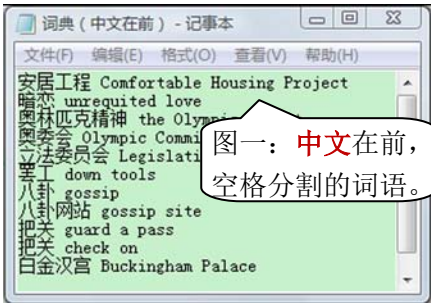 词典(中文在前) - 记事本
文件(F) 编辑(E) 格式(O) 查看(V) 帮助(H)
安居工程 Comfortable Housing Project
暗恋 unrequited love
奥林匹克精神 the Olympic
奥委会 Olympic Commi
立法委员会 Legislati
罢工 down tools
八卦 gossip
八卦网站 gossip site
把关 guard a pass
把关 check on
白金汉宫 Buckingham Palace
图一:中文在前,
空格分割的词语。